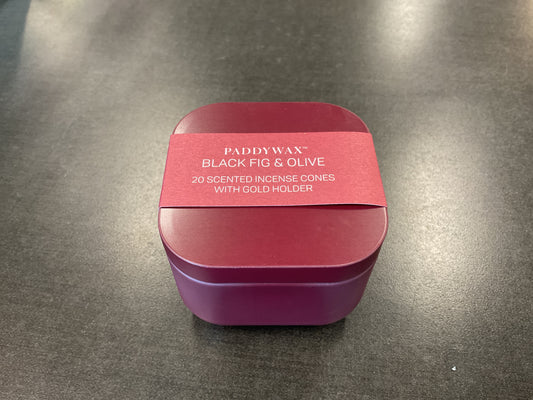 PADDYWAX™
BLACK FIG & OLIVE
20 SCENTED INCENSE CONES
WITH GOLD HOLDER